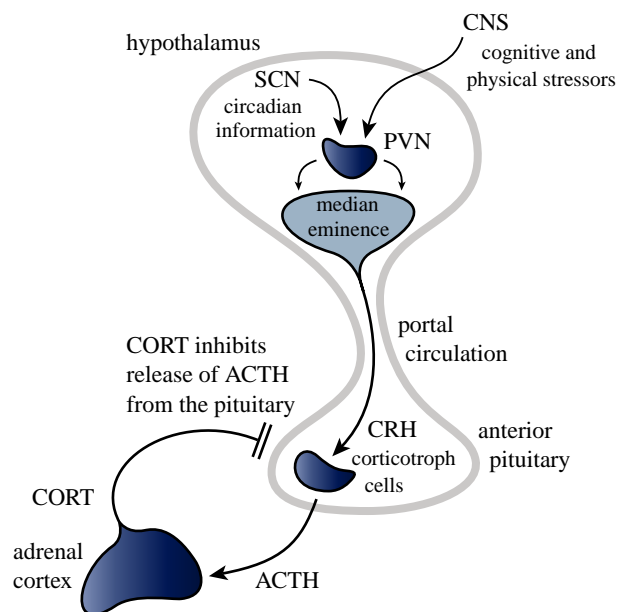 CNS
hypothalamus
cognitive and
physical stressors
SCN
circadian
information
PVN
median
eminence
portal
circulation
CORT inhibits
release of ACTH
from the pituitary
CRH
corticotroph
cells
anterior
pituitary
CORT
adrenal
cortex
ACTH